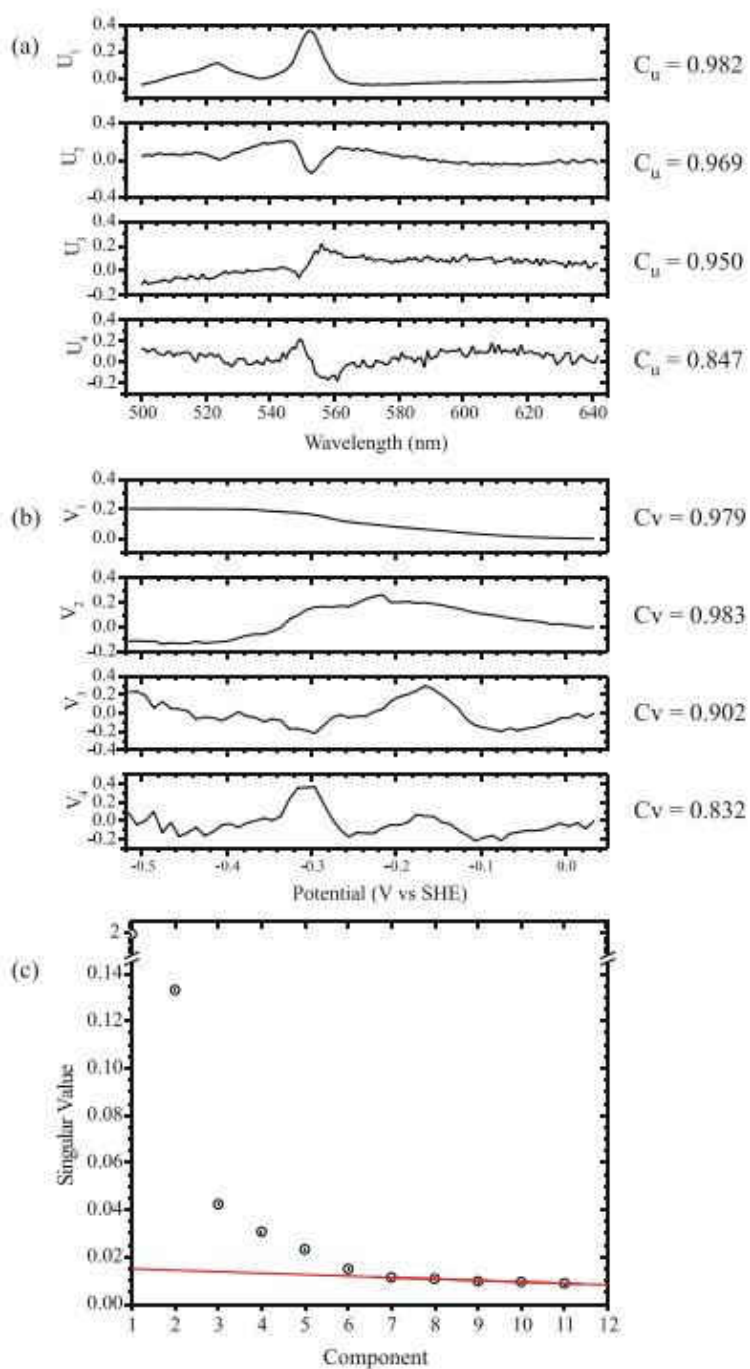 (a)
U1
0.4
0.0
Cu = 0.982
U2
0.4
0.0
-0.4
Cu = 0.969
U3
0.4
0.2
0.0
-0.2
Cu = 0.950
U4
0.4
0.2
0.0
-0.2
Cu = 0.847
500 520 540 560 580 600 620 640
Wavelength (nm)
(b)
V1
0.4
0.2
0.0
Cv = 0.979
V2
0.4
0.2
0.0
-0.2
Cv = 0.983
V3
0.4
0.2
0.0
-0.2
-0.4
Cv = 0.902
V4
0.4
0.2
0.0
-0.2
Cv = 0.832
-0.5 -0.4 -0.3 -0.2 -0.1 0.0
Potential (V vs SHE)
(c)
Singular Value
2
0.14
0.12
0.10
0.08
0.06
0.04
0.02
0.00
1 2 3 4 5 6 7 8 9 10 11 12
Component